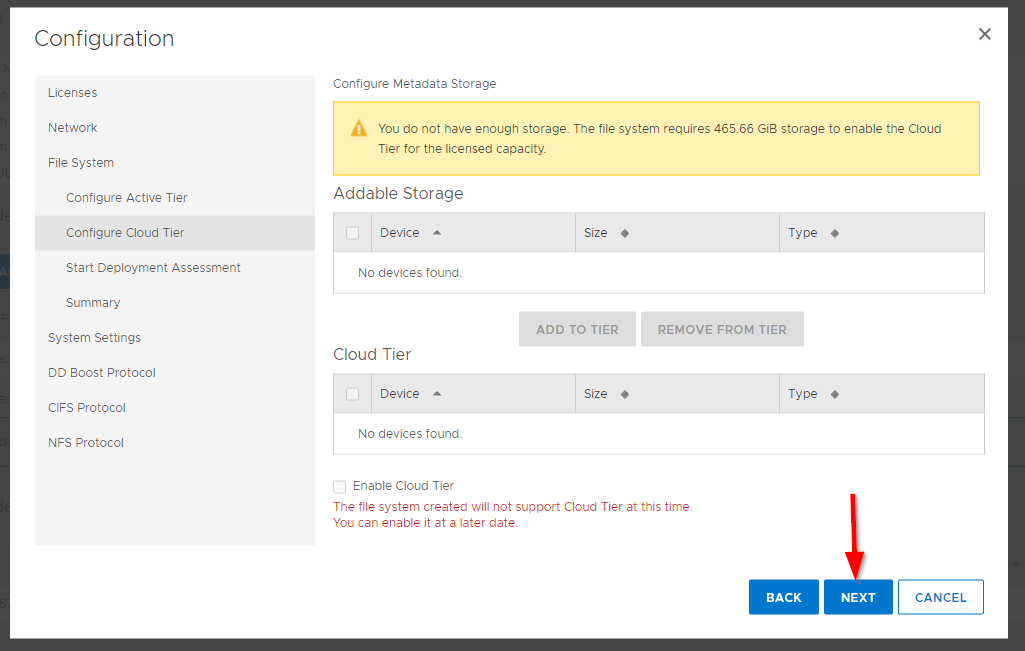 Configuration
Licenses
Network
File System
Configure Active Tier
Configure Cloud Tier
Start Deployment Assessment
Summary
System Settings
DD Boost Protocol
CIFS Protocol
NFS Protocol
Configure Metadata Storage
You do not have enough storage. The file system requires 465.66 GiB storage to enable the Cloud
Tier for the licensed capacity.
Addable Storage
Device Size Type
No devices found.
ADD TO TIER REMOVE FROM TIER
Cloud Tier
Device Size Type
No devices found.
Enable Cloud Tier
The file system created will not support Cloud Tier at this time.
You can enable it at a later date.
BACK NEXT CANCEL